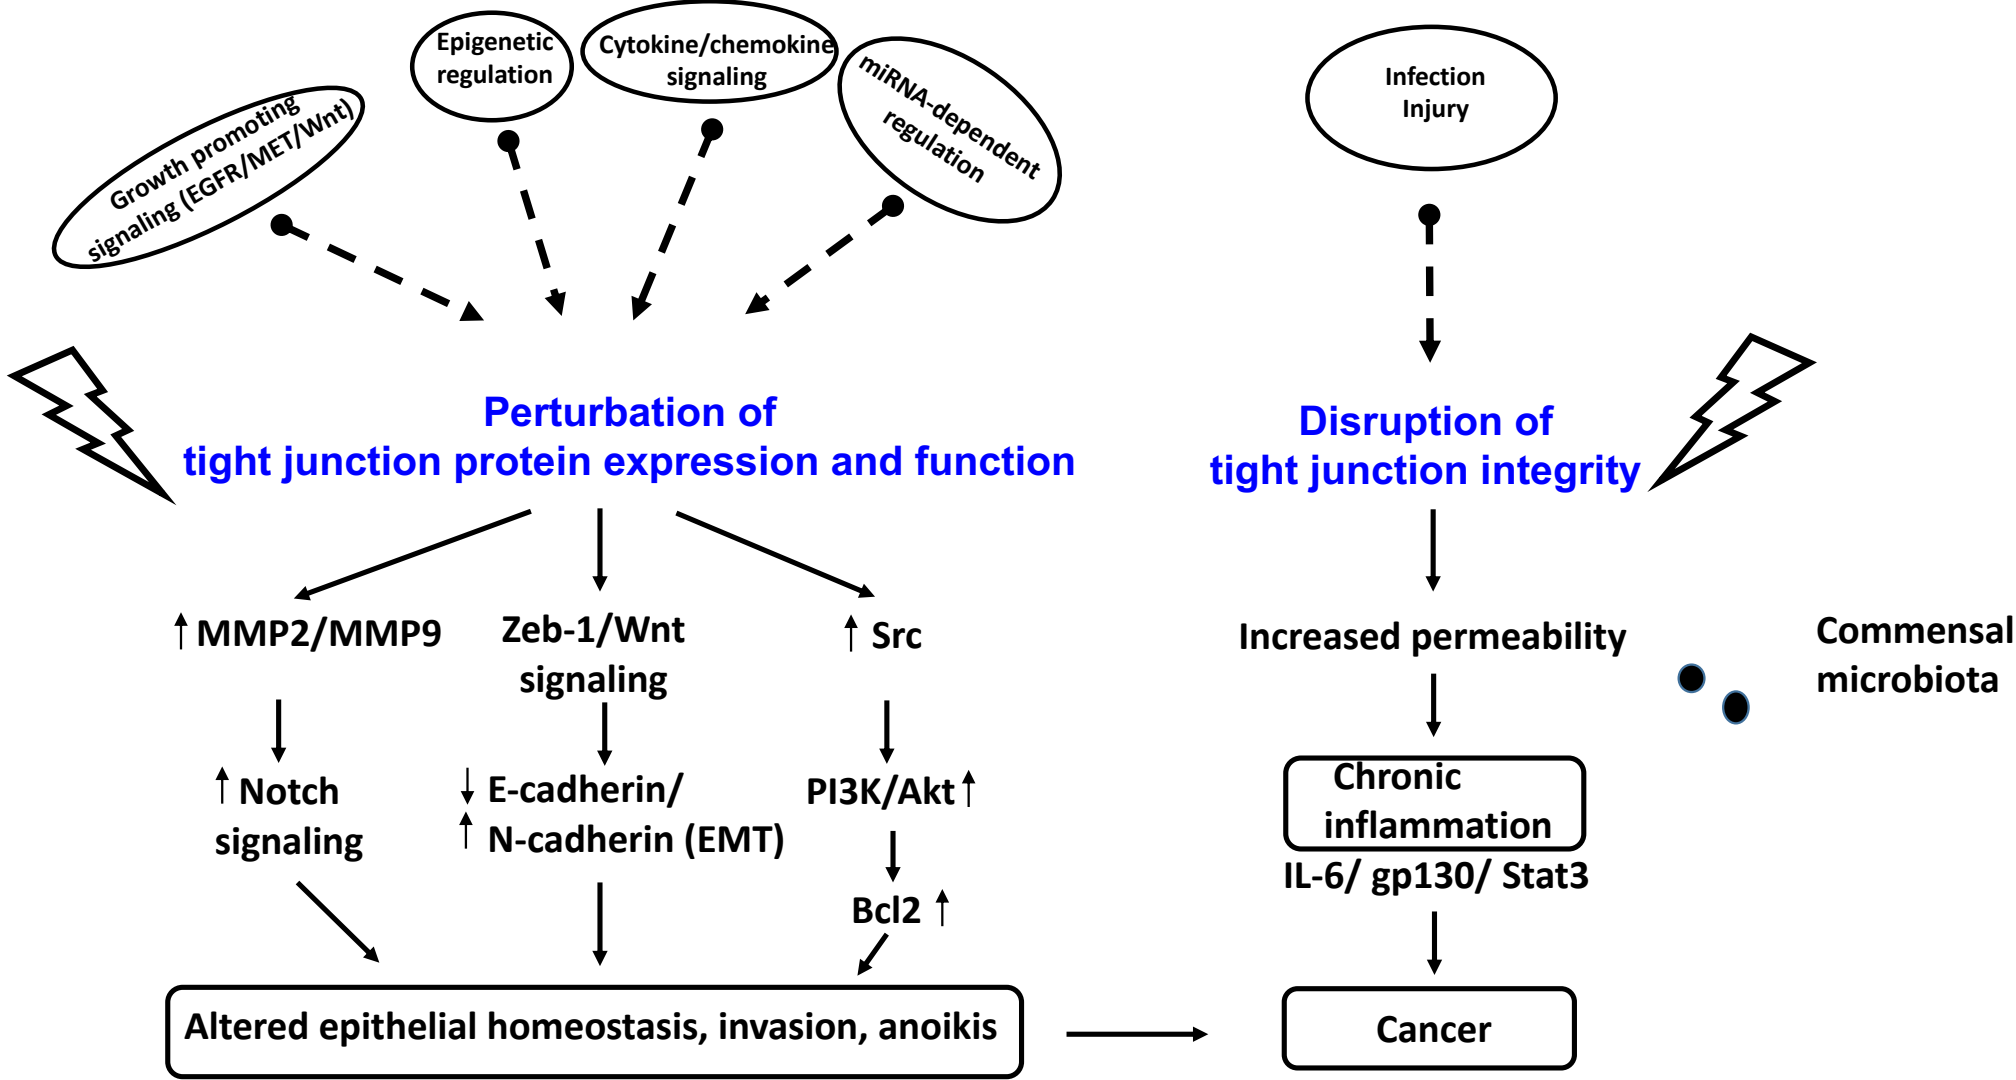 Epigenetic
regulation
Cytokine/chemokine
signaling
miRNA-dependent
regulation
Growth promoting
signaling (EGFR/MET/Wnt)
Infection
Injury
Perturbation of
tight junction protein expression and function
Disruption of
tight junction integrity
↑ MMP2/MMP9
Zeb-1/Wnt
signaling
↑ Src
Increased permeability
Commensal
microbiota
↑ Notch
signaling
↓ E-cadherin/
↑ N-cadherin (EMT)
PI3K/Akt ↑
Bcl2 ↑
Chronic
inflammation
IL-6/ gp130/ Stat3
Altered epithelial homeostasis, invasion, anoikis
Cancer